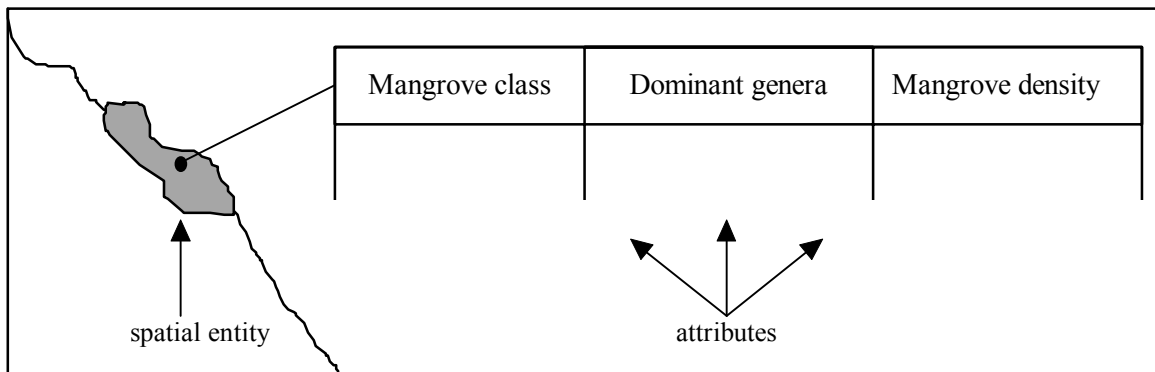 Mangrove class
Dominant genera
Mangrove density
spatial entity
attributes